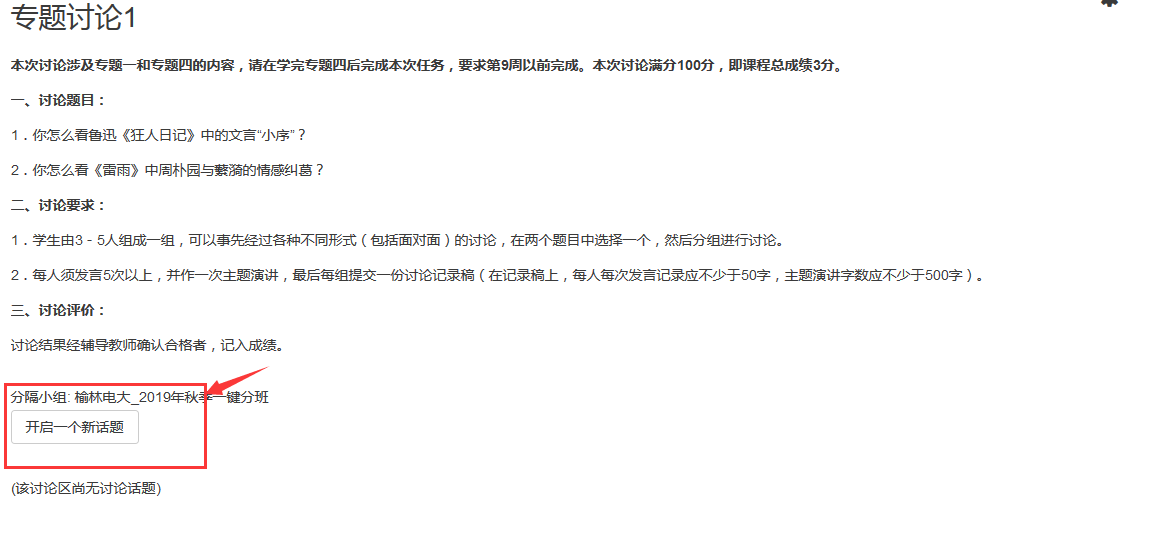 专题讨论1
本次讨论涉及专题一和专题四的内容，请在学完专题四后完成本次任务，要求第9周以前完成。本次讨论满分100分，即课程总成绩3分。
一、讨论题目：
1．你怎么看鲁迅《狂人日记》中的文言“小序”？
2．你怎么看《雷雨》中周朴园与蘩漪的情感纠葛？
二、讨论要求：
1．学生由3﹣5人组成一组，可以事先经过各种不同形式（包括面对面）的讨论，在两个题目中选择一个，然后分组进行讨论。
2．每人须发言5次以上，并作一次主题演讲，最后每组提交一份讨论记录稿（在记录稿上，每人每次发言记录应不少于50字，主题演讲字数应不少于500字）。
三、讨论评价：
讨论结果经辅导教师确认合格者，记入成绩。
分隔小组: 榆林电大_2019年秋季一键分班
开启一个新话题
(该讨论区尚无讨论话题)